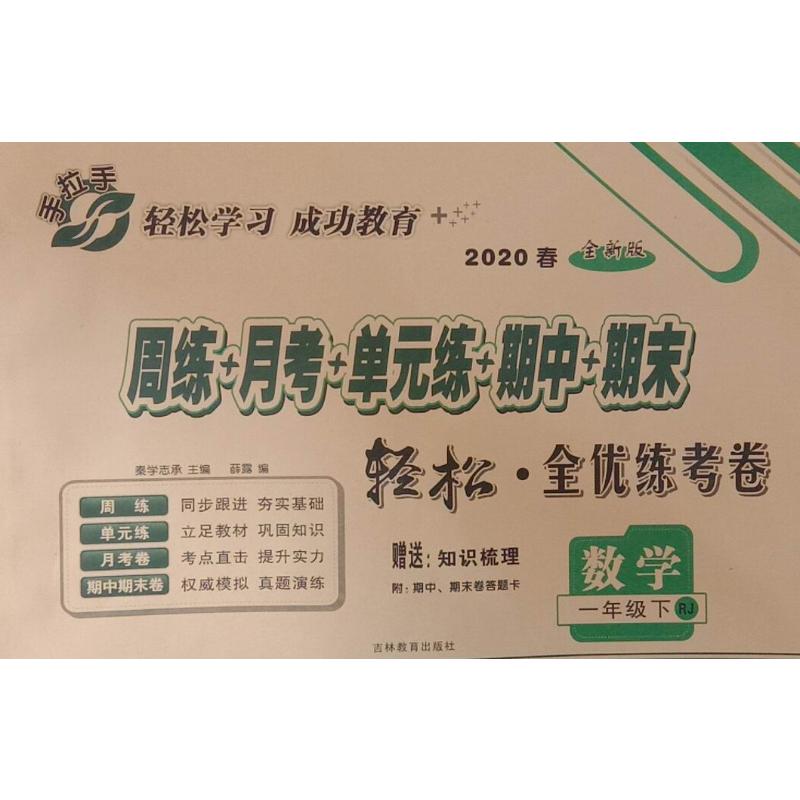 手拉手
轻松学习 成功教育
2020 春 全新版
周练+月考+单元练+期中+期末
轻松·全优练考卷
秦学志承 主编 薛露 编
周练 同步跟进 夯实基础
单元练 立足教材 巩固知识
月考卷 考点直击 提升实力
期中期末卷 权威模拟 真题演练
赠送：知识梳理
附：期中、期末卷答题卡
数学
一年级下 RJ
吉林教育出版社